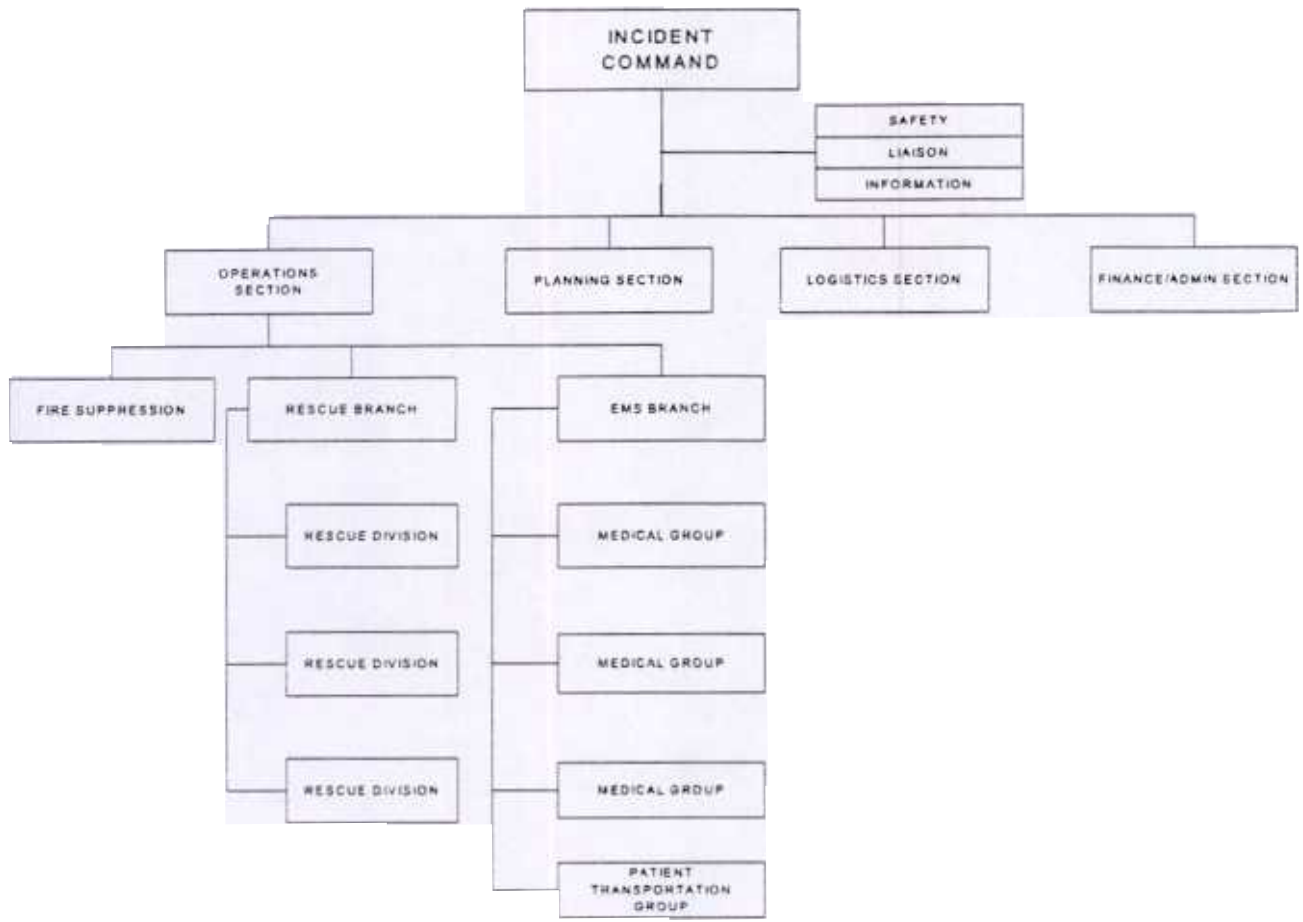 INCIDENT
COMMAND
SAFETY
LIAISON
INFORMATION
OPERATIONS
SECTION
PLANNING SECTION
LOGISTICS SECTION
FINANCE/ADMIN SECTION
FIRE SUPPRESSION
RESCUE BRANCH
EMS BRANCH
RESCUE DIVISION
MEDICAL GROUP
RESCUE DIVISION
MEDICAL GROUP
RESCUE DIVISION
MEDICAL GROUP
PATIENT
TRANSPORTATION
GROUP